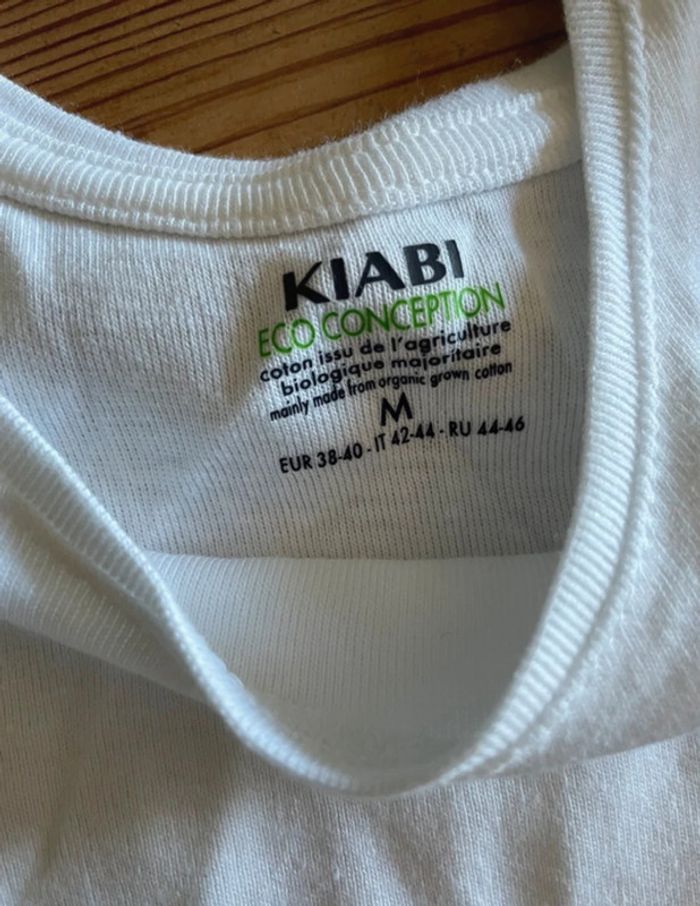 KIABI
ECO CONCEPTION
coton issu de l'agriculture
biologique majoritaire
mainly made from organic grown cotton
M
EUR 38-40 - IT 42-44 - RU 44-46